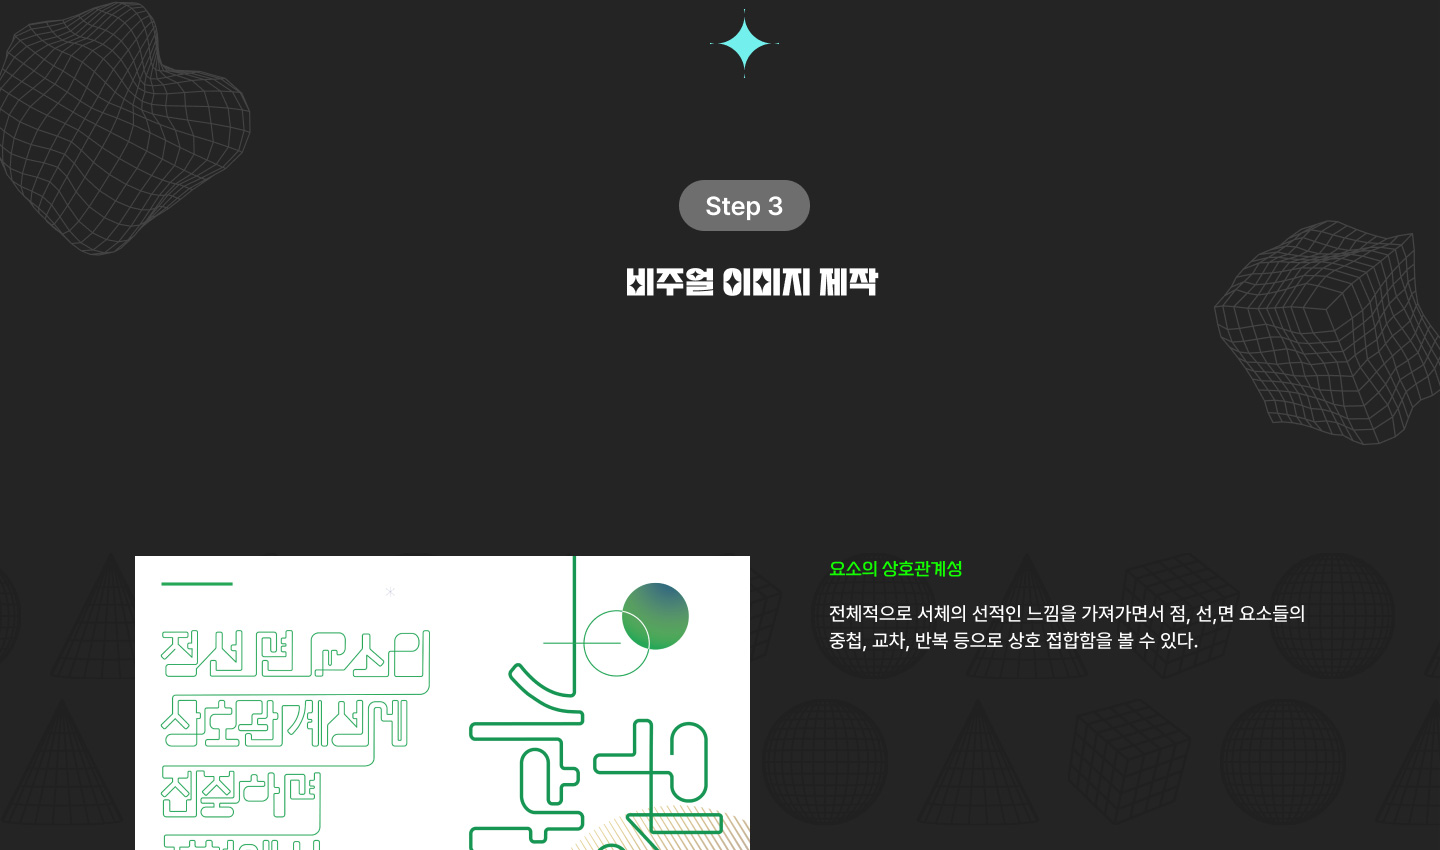 Step 3
비주얼 이미지 제작
요소의 상호관계성
전체적으로 서체의 선적인 느낌을 가져가면서 점, 선,면 요소들의
중첩, 교차, 반복 등으로 상호 접합함을 볼 수 있다.
점 선 면 요소의
상호관계성에
집중하면